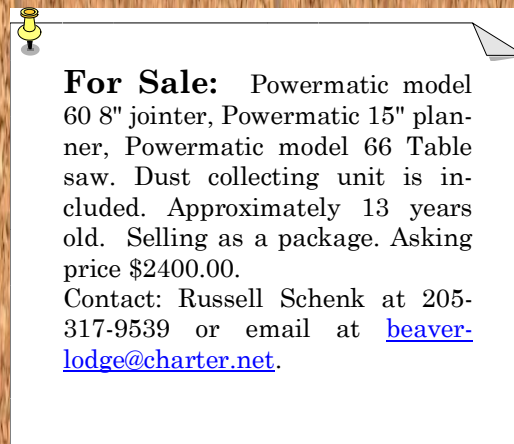 For Sale: Powermatic model
60 8" jointer, Powermatic 15" plan-
ner, Powermatic model 66 Table
saw. Dust collecting unit is in-
cluded. Approximately 13 years
old. Selling as a package. Asking
price $2400.00.
Contact: Russell Schenk at 205-
317-9539 or email at beaver-
lodge@charter.net.